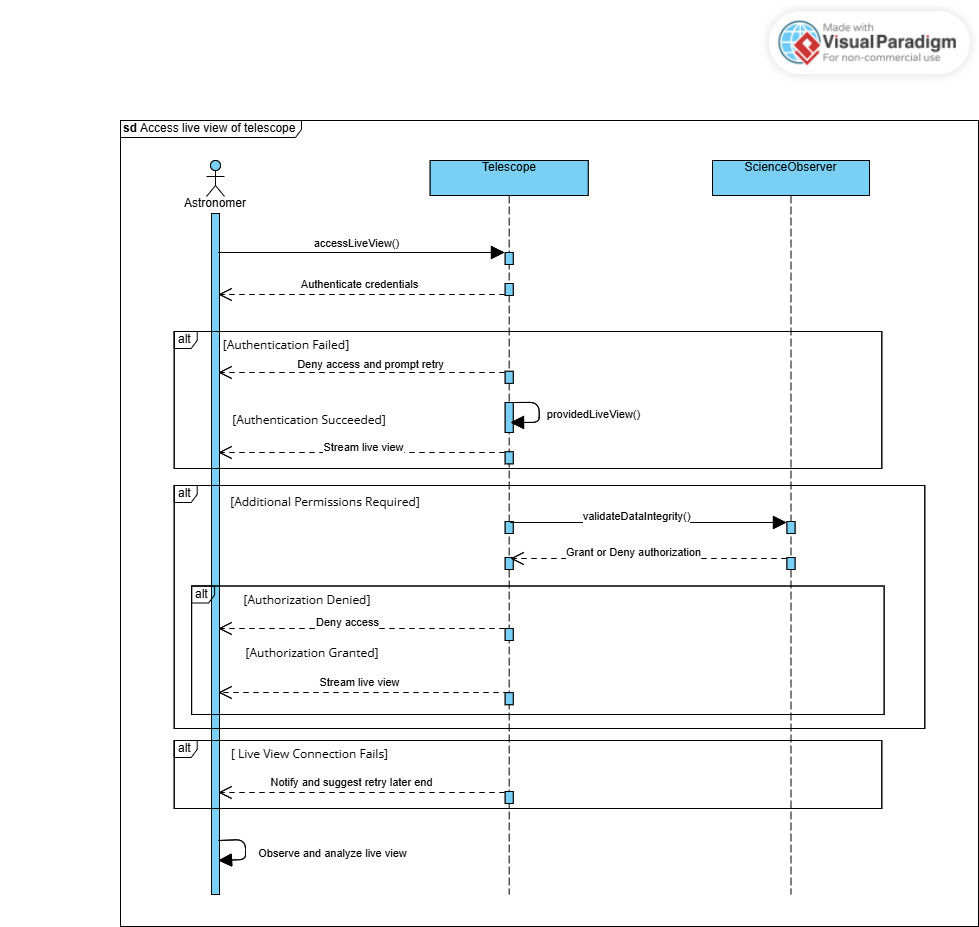 Made with
VisualParadigm
For non-commercial use
sd Access live view of telescope
Astronomer
Telescope
ScienceObserver
accessLiveView()
Authenticate credentials
alt
[Authentication Failed]
Deny access and prompt retry
[Authentication Succeeded]
providedLiveView()
Stream live view
alt
[Additional Permissions Required]
validateDataIntegrity()
Grant or Deny authorization
alt
[Authorization Denied]
Deny access
[Authorization Granted]
Stream live view
alt
[ Live View Connection Fails]
Notify and suggest retry later end
Observe and analyze live view